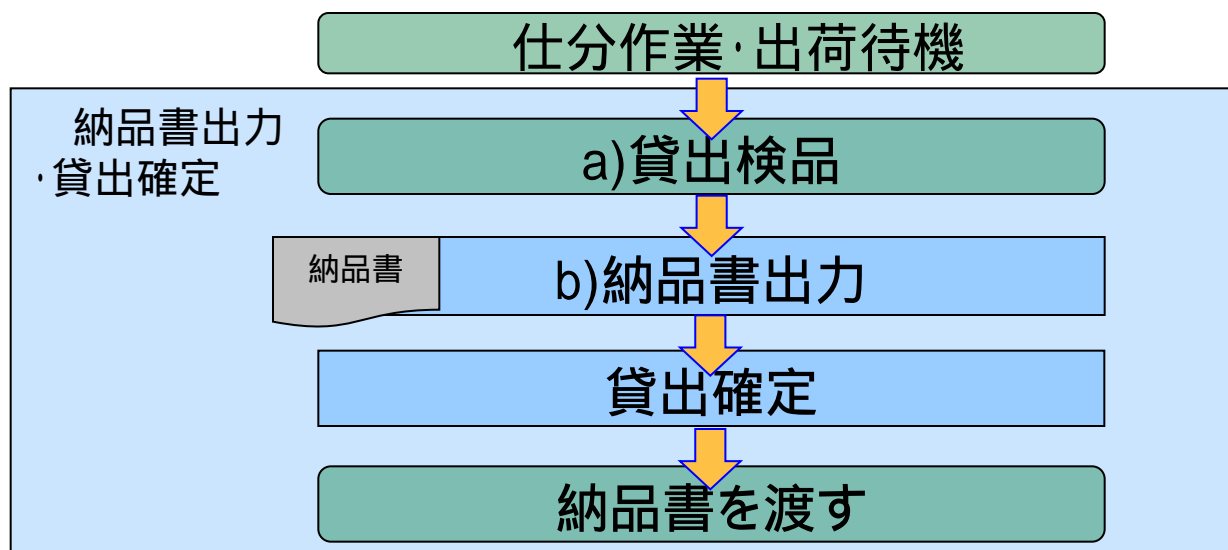 仕分作業・出荷待機
納品書出力
・貸出確定
a)貸出検品
納品書
b)納品書出力
貸出確定
納品書を渡す